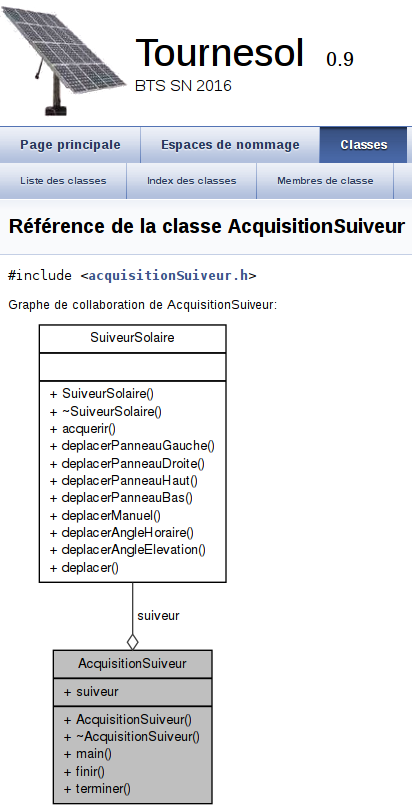 Tournesol 0.9
BTS SN 2016
Page principale Espaces de nommage Classes
Liste des classes Index des classes Membres de classe
Référence de la classe AcquisitionSuiveur
#include <acquisitionSuiveur.h>
Graphe de collaboration de AcquisitionSuiveur:
SuiveurSolaire
+ SuiveurSolaire()
+ ~SuiveurSolaire()
+ acquerir()
+ deplacerPanneauGauche()
+ deplacerPanneauDroite()
+ deplacerPanneauHaut()
+ deplacerPanneauBas()
+ deplacerManuel()
+ deplacerAngleHoraire()
+ deplacerAngleElevation()
+ deplacer()
suiveur
AcquisitionSuiveur
+ suiveur
+ AcquisitionSuiveur()
+ ~AcquisitionSuiveur()
+ main()
+ finir()
+ terminer()